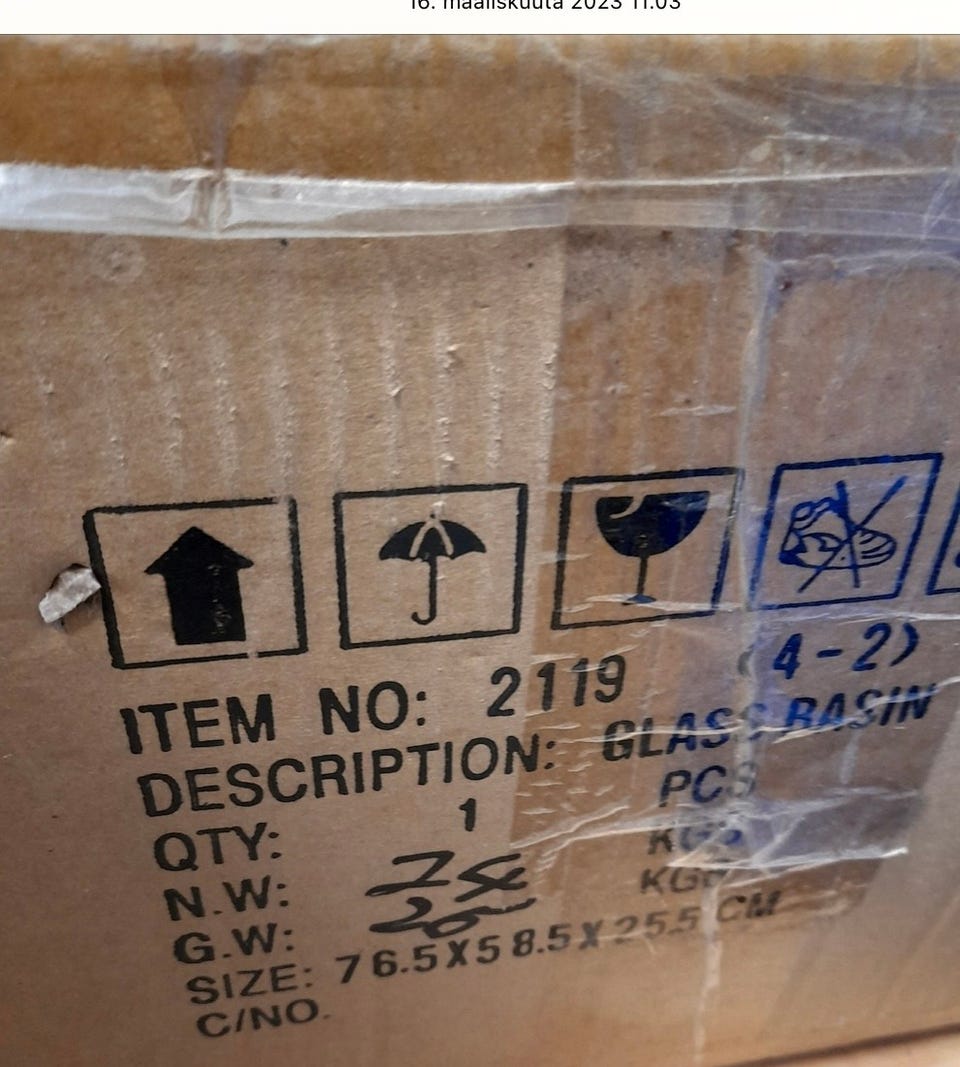 16. maaliskuuta 2023 11.03
ITEM NO: 2119 (4-2)
DESCRIPTION: GLASS BASIN
QTY: 1 PCS
N.W: KGS
G.W: 26 KGS
SIZE: 76.5X58.5X25.5 CM
C/NO.